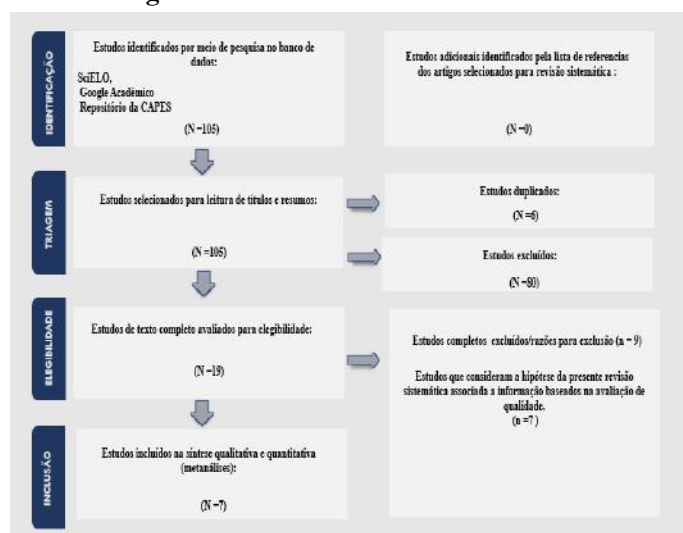 IDENTIFICAÇÃO
Estudos identificados por meio de pesquisa no banco de
dados:
SciELO,
Google Acadêmico
Repositório da CAPES
(N =105)
Estudos adicionais identificados pela lista de referencias
dos artigos selecionados para revisão sistemática :
(N =0)
TRIAGEM
Estudos selecionados para leitura de títulos e resumos:
(N =105)
Estudos duplicados:
(N =6)
Estudos excluídos:
(N =80)
ELEGIBILIDADE
Estudos de texto completo avaliados para elegibilidade:
(N =19)
Estudos completos excluídos/razões para exclusão (n = 9)
Estudos que consideram a hipótese da presente revisão
sistemática associada a informação baseados na avaliação de
qualidade.
(n =7 )
INCLUSÃO
Estudos incluídos na síntese qualitativa e quantitativa
(metanálises):
(N =7)